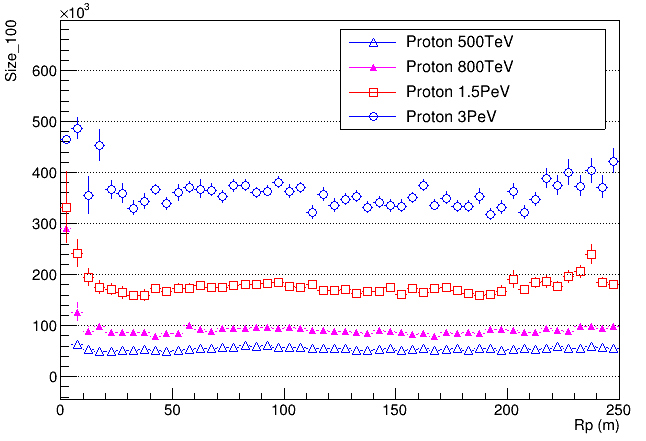 ×10³
Size_100
Proton 500TeV
Proton 800TeV
Proton 1.5PeV
Proton 3PeV
600
500
400
300
200
100
0
0 50 100 150 200 250
Rp (m)